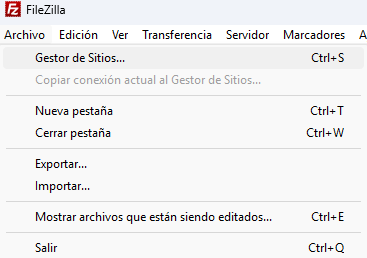 FileZilla
Archivo Edición Ver Transferencia Servidor Marcadores
Gestor de Sitios... Ctrl+S
Copiar conexión actual al Gestor de Sitios...
Nueva pestaña Ctrl+T
Cerrar pestaña Ctrl+W
Exportar...
Importar...
Mostrar archivos que están siendo editados... Ctrl+E
Salir Ctrl+Q